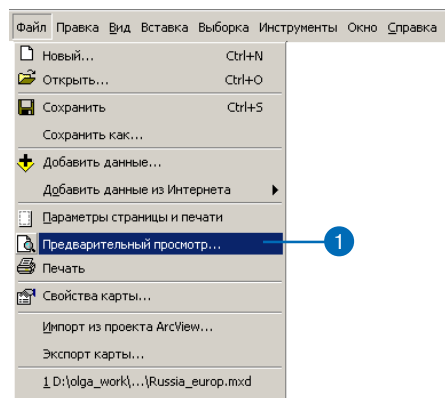 Файл Правка Вид Вставка Выборка Инструменты Окно Справка
Новый... Ctrl+N
Открыть... Ctrl+O
Сохранить Ctrl+S
Сохранить как...
Добавить данные...
Добавить данные из Интернета
Параметры страницы и печати
Предварительный просмотр... 1
Печать
Свойства карты...
Импорт из проекта ArcView...
Экспорт карты...
1 D:\olga_work\...\Russia_europ.mxd